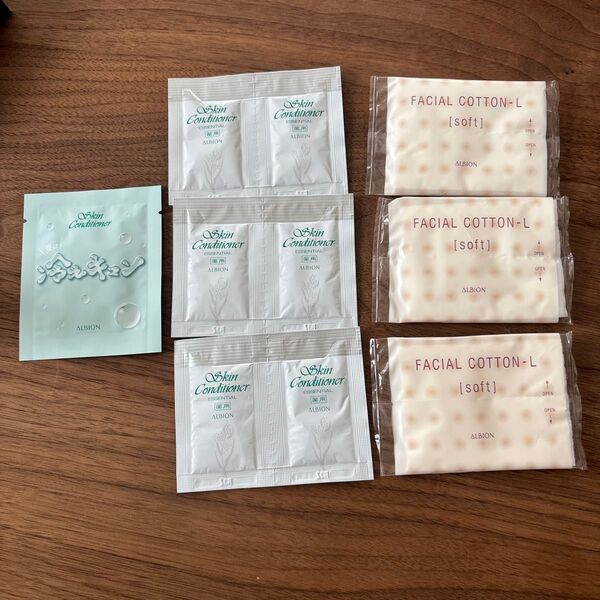 Skin
Conditioner
冷えキュン
ALBION
Skin
Conditioner
ESSENTIAL
薬用
ALBION
Skin
Conditioner
ESSENTIAL
薬用
ALBION
Skin
Conditioner
ESSENTIAL
薬用
ALBION
Skin
Conditioner
ESSENTIAL
薬用
ALBION
Skin
Conditioner
ESSENTIAL
薬用
ALBION
Skin
Conditioner
ESSENTIAL
薬用
ALBION
FACIAL COTTON-L
[soft]
OPEN
ALBION
FACIAL COTTON-L
[soft]
OPEN
ALBION
FACIAL COTTON-L
[soft]
OPEN
OPEN
ALBION